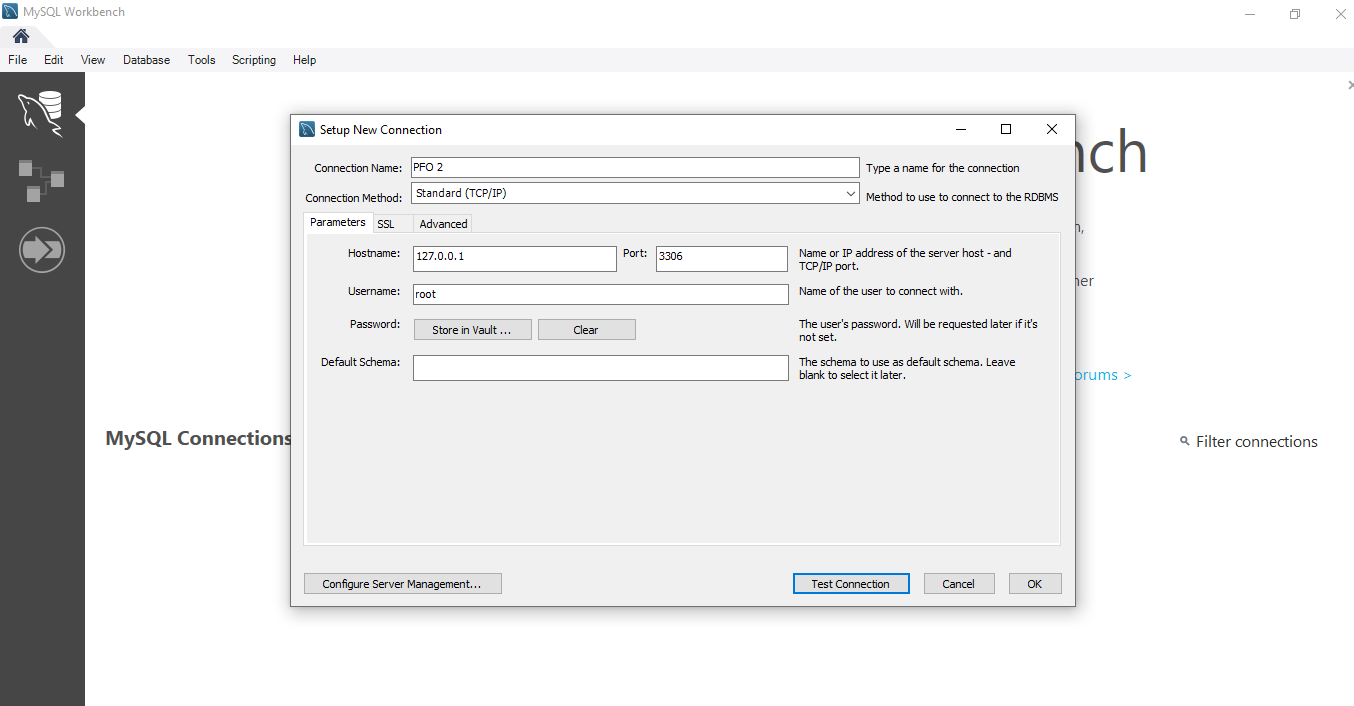 MySQL Workbench
File Edit View Database Tools Scripting Help
nch
Setup New Connection
Connection Name: PFO 2 Type a name for the connection
Connection Method: Standard (TCP/IP) Method to use to connect to the RDBMS
Parameters SSL Advanced
Hostname: 127.0.0.1 Port: 3306 Name or IP address of the server host - and
TCP/IP port.
Username: root Name of the user to connect with.
Password: Store in Vault ... Clear The user's password. Will be requested later if it's
not set.
Default Schema: The schema to use as default schema. Leave
blank to select it later.
orums >
MySQL Connections
Filter connections
Configure Server Management... Test Connection Cancel OK